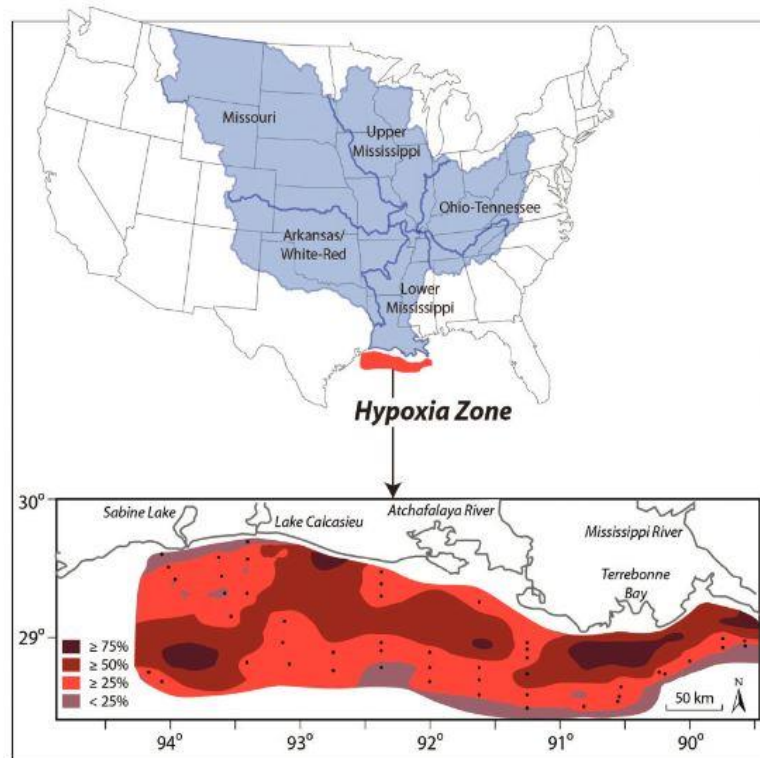 Missouri
Upper
Mississippi
Ohio-Tennessee
Arkansas/
White-Red
Lower
Mississippi
Hypoxia Zone
30°
29°
Sabine Lake
Lake Calcasieu
Atchafalaya River
Mississippi River
Terrebonne
Bay
≥ 75%
≥ 50%
≥ 25%
< 25%
50 km
N
94°
93°
92°
91°
90°